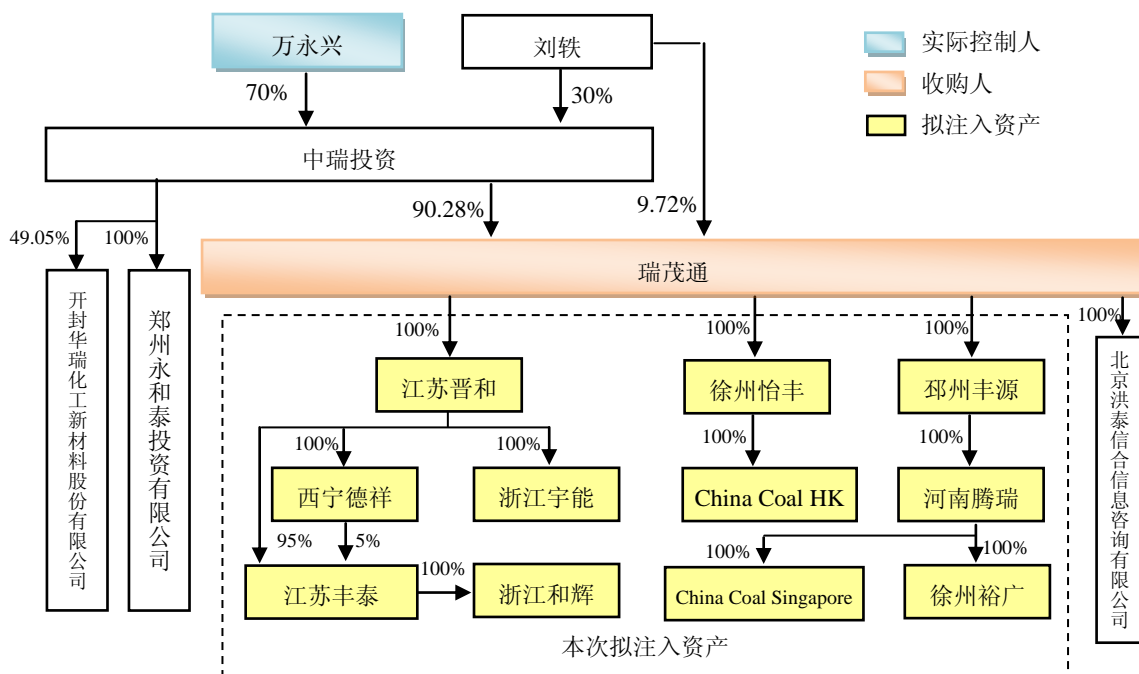 万永兴
刘轶
实际控制人
收购人
拟注入资产
70%
30%
中瑞投资
90.28%
9.72%
49.05%
100%
瑞茂通
开封华瑞化工新材料股份有限公司
郑州永和泰投资有限公司
100%
100%
100%
100%
江苏晋和
徐州怡丰
邳州丰源
北京洪泰信合信息咨询有限公司
100%
100%
100%
100%
西宁德祥
浙江宇能
China Coal HK
河南腾瑞
95%
5%
100%
100%
100%
江苏丰泰
浙江和辉
China Coal Singapore
徐州裕广
本次拟注入资产